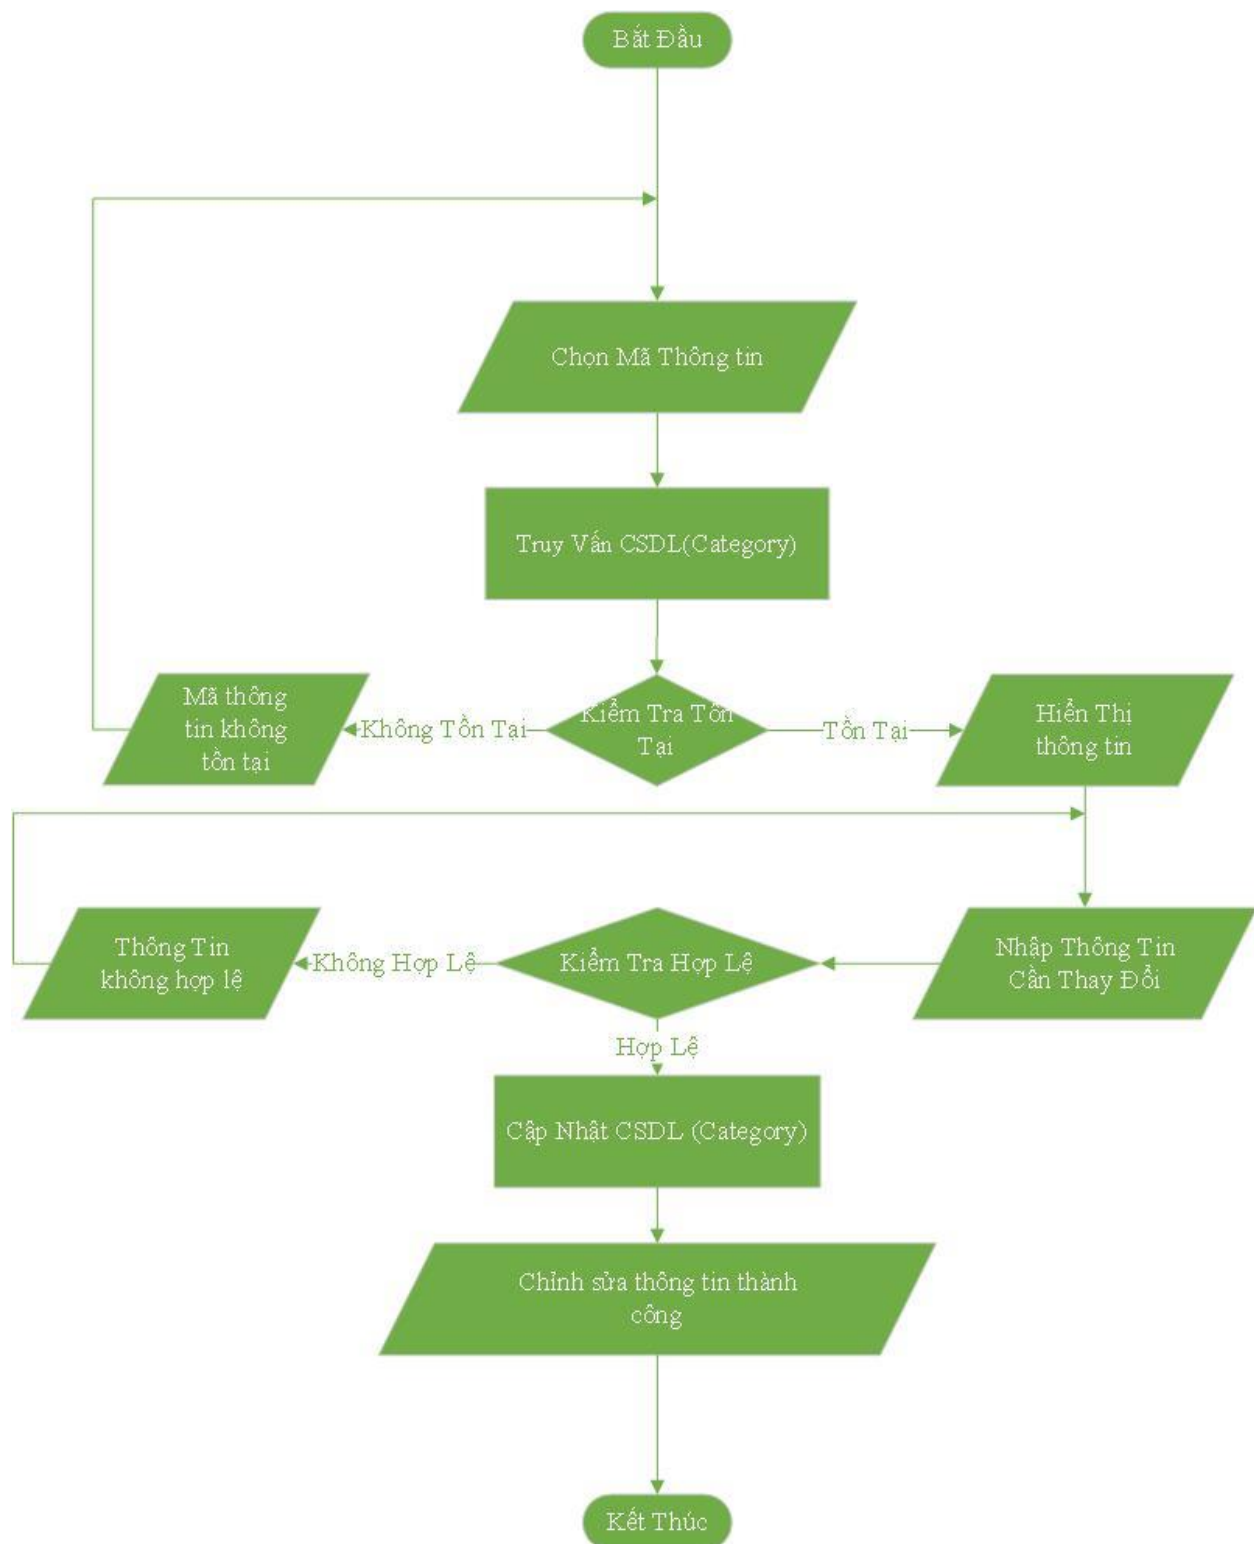 Bắt Đầu
Chọn Mã Thông tin
Truy Vấn CSDL(Category)
Mã thông
tin không
tồn tại
Không Tồn Tại
Kiểm Tra Tồn
Tại
Tồn Tại
Hiển Thị
thông tin
Thông Tin
không hợp lệ
Không Hợp Lệ
Kiểm Tra Hợp Lệ
Nhập Thông Tin
Cần Thay Đổi
Hợp Lệ
Cập Nhật CSDL (Category)
Chỉnh sửa thông tin thành
công
Kết Thúc